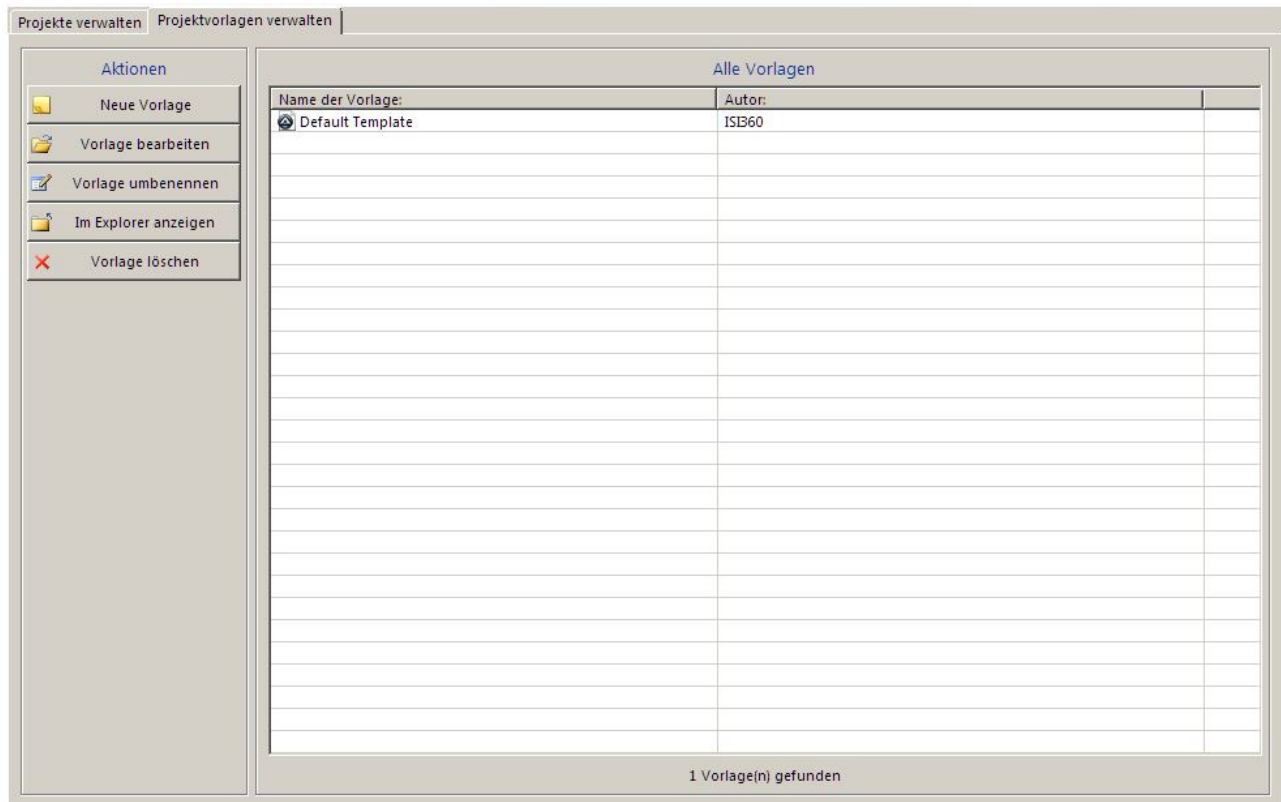 Projekte verwalten Projektvorlagen verwalten
Aktionen
Neue Vorlage
Vorlage bearbeiten
Vorlage umbenennen
Im Explorer anzeigen
Vorlage löschen
Alle Vorlagen
Name der Vorlage: Autor:
Default Template ISI360
1 Vorlage(n) gefunden